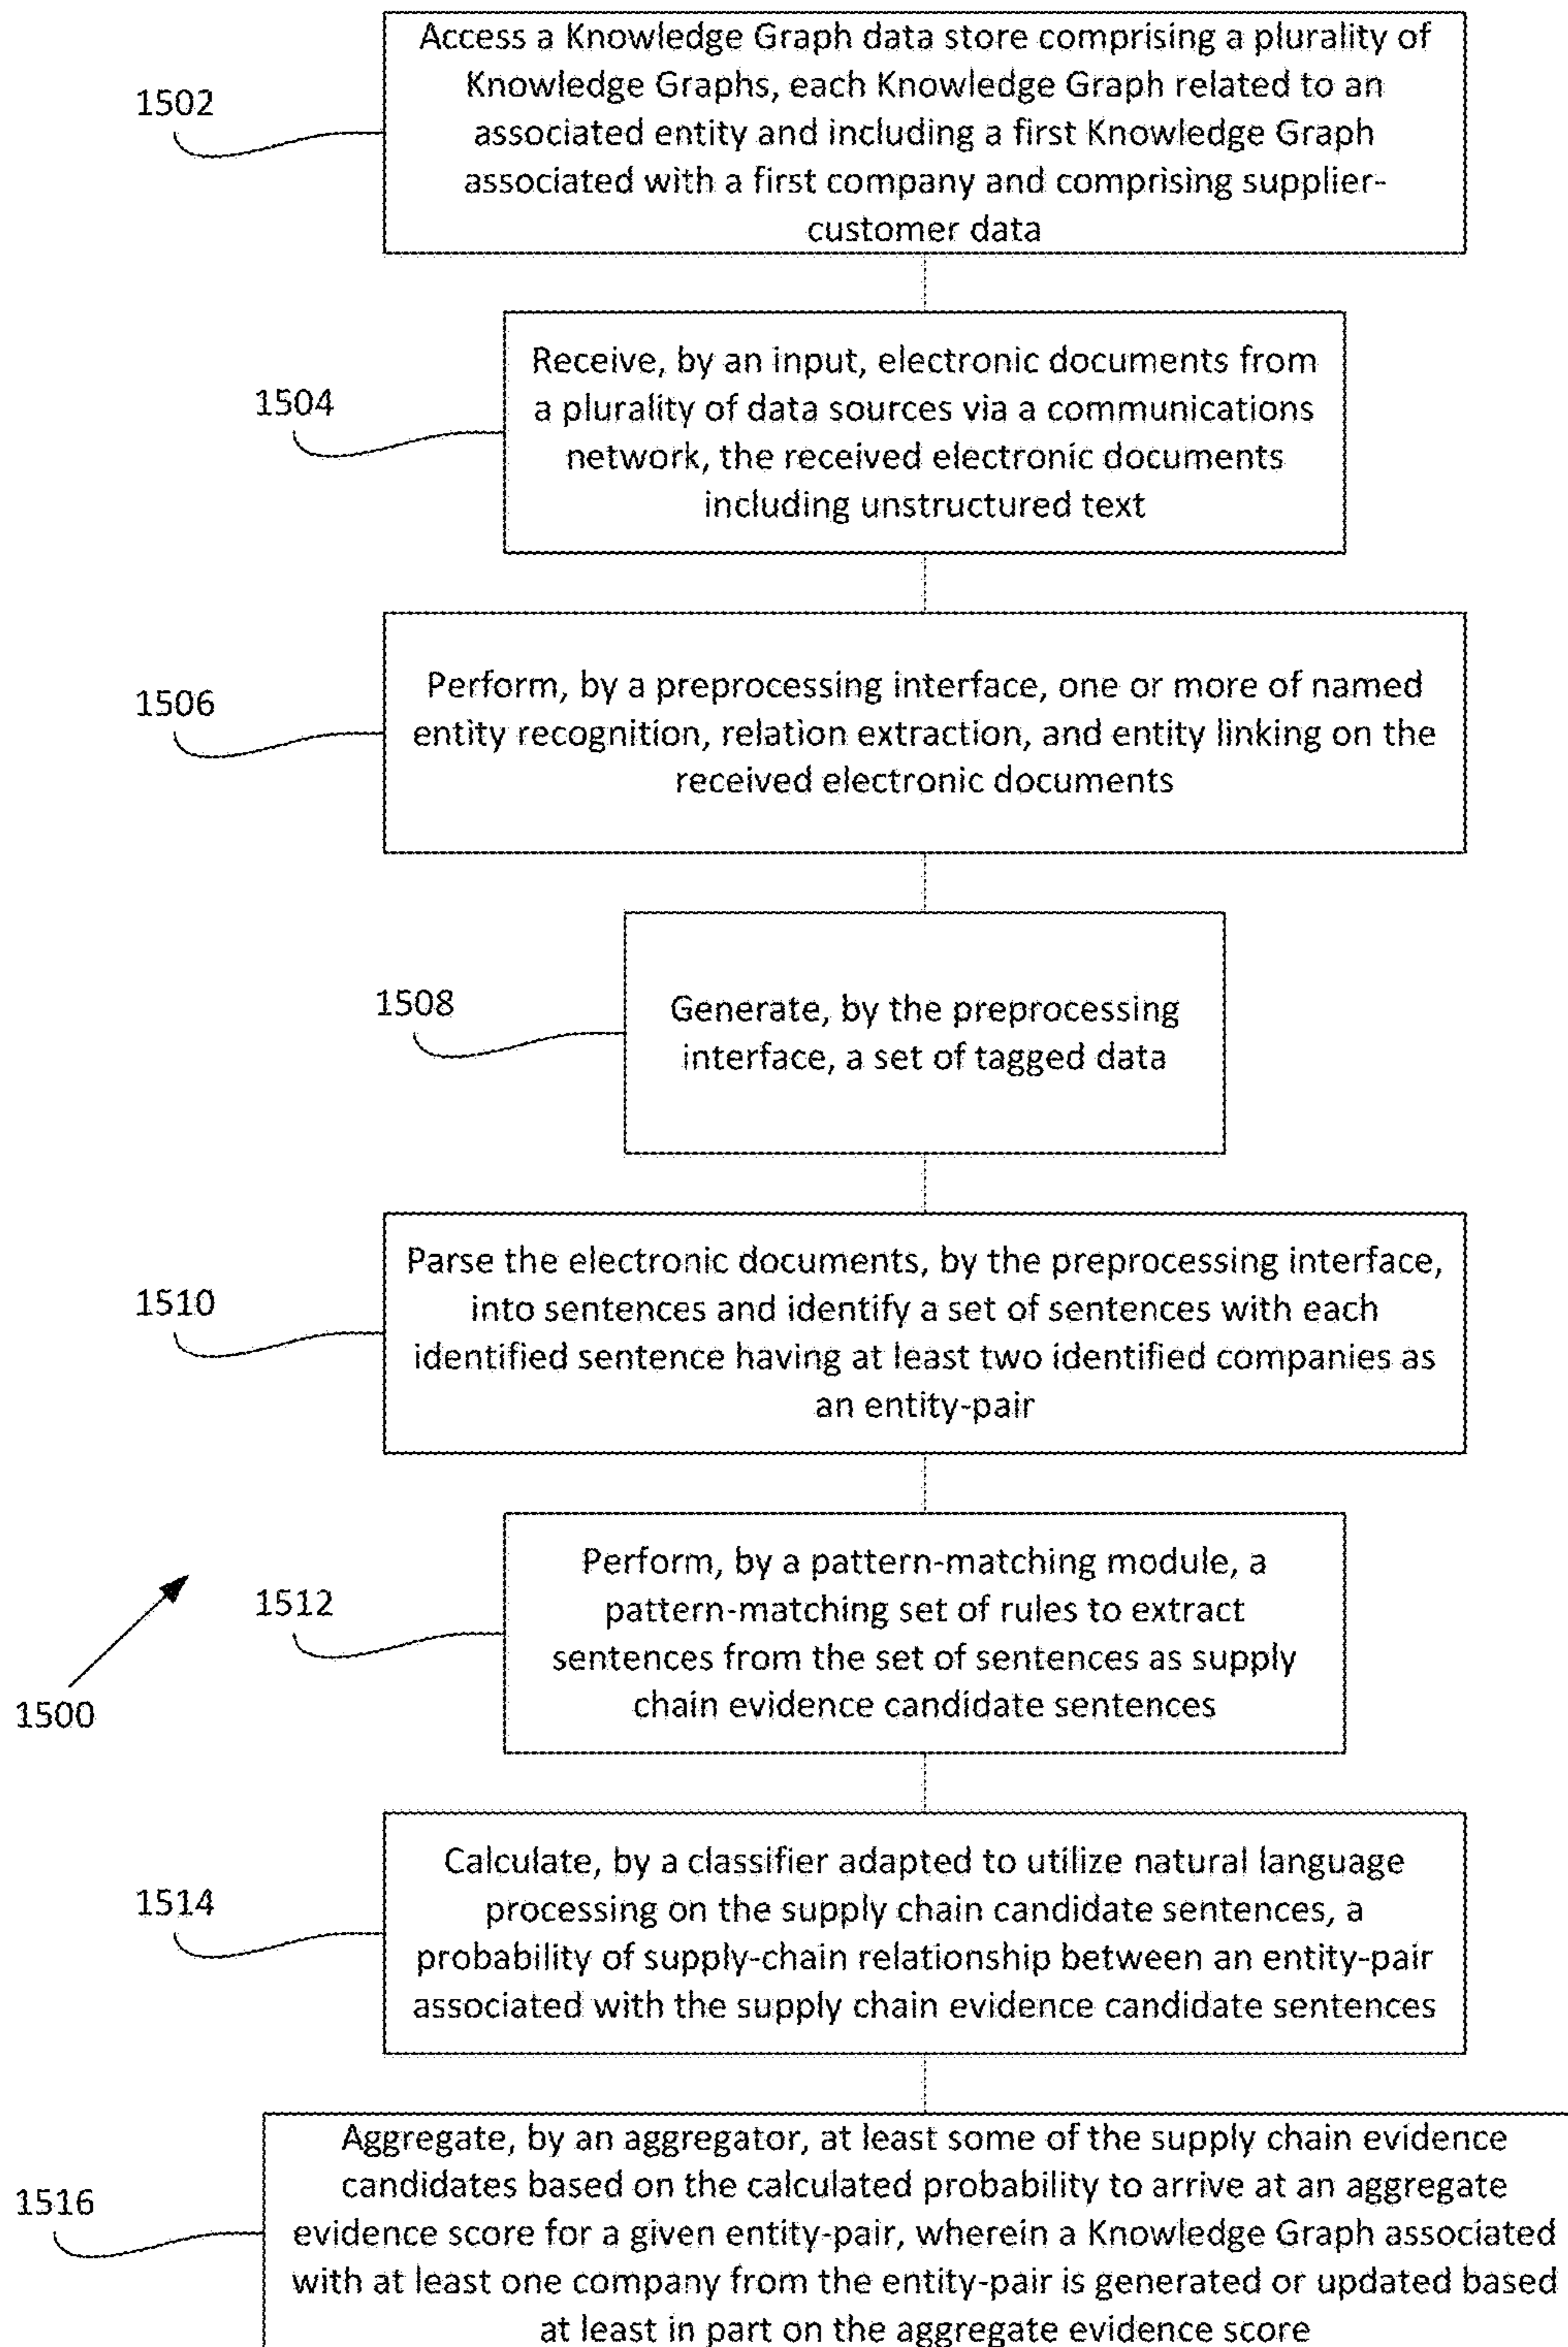 Access a Knowledge Graph data store comprising a plurality of
Knowledge Graphs, each Knowledge Graph related to an
associated entity and including a first Knowledge Graph
associated with a first company and comprising supplier-
customer data
1502
Receive, by an input, electronic documents from
a plurality of data sources via a communications
network, the received electronic documents
including unstructured text
1504
Perform, by a preprocessing interface, one or more of named
entity recognition, relation extraction, and entity linking on the
received electronic documents
1506
Generate, by the preprocessing
interface, a set of tagged data
1508
Parse the electronic documents, by the preprocessing interface,
into sentences and identify a set of sentences with each
identified sentence having at least two identified companies as
an entity-pair
1510
Perform, by a pattern-matching module, a
pattern-matching set of rules to extract
sentences from the set of sentences as supply
chain evidence candidate sentences
1512
1500
Calculate, by a classifier adapted to utilize natural language
processing on the supply chain candidate sentences, a
probability of supply-chain relationship between an entity-pair
associated with the supply chain evidence candidate sentences
1514
Aggregate, by an aggregator, at least some of the supply chain evidence
candidates based on the calculated probability to arrive at an aggregate
evidence score for a given entity-pair, wherein a Knowledge Graph associated
with at least one company from the entity-pair is generated or updated based
at least in part on the aggregate evidence score
1516